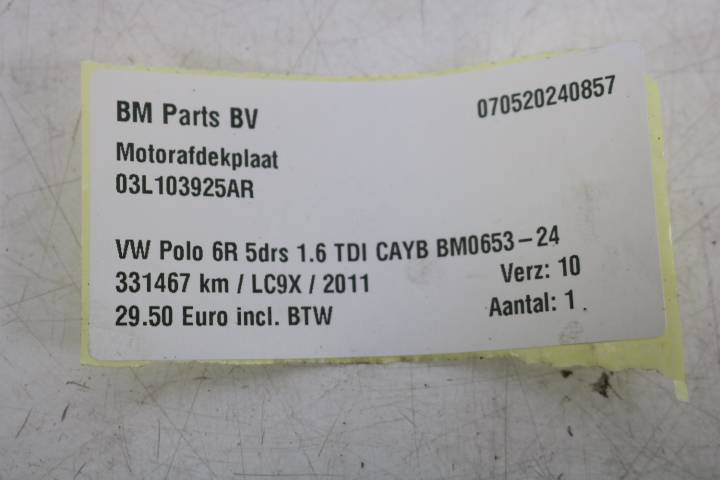 BM Parts BV
070520240857
Motorafdekplaat
03L103925AR
VW Polo 6R 5drs 1.6 TDI CAYB BM0653-24
331467 km / LC9X / 2011
Verz: 10
29.50 Euro incl. BTW
Aantal: 1